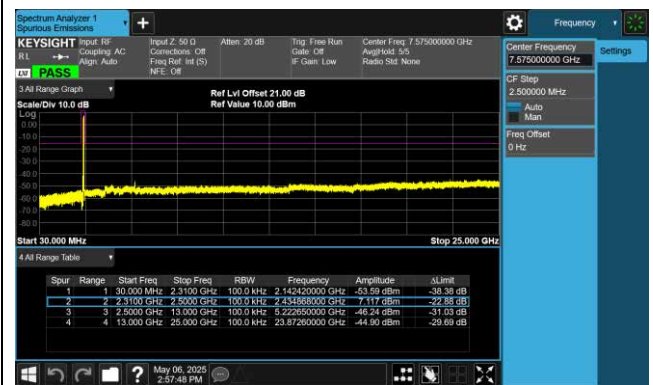 Spectrum Analyzer 1
Spurious Emissions
Frequency
KEYSIGHT
Input: RF
Coupling: AC
Align: Auto
Input Z: 50 Ω
Corrections: Off
Freq Ref: Int (S)
NFE: Off
Atten: 20 dB
Trig: Free Run
Gate: Off
IF Gain: Low
Center Freq: 7.575000000 GHz
Avg|Hold: 5/5
Radio Std: None
RL
LXI
PASS
Center Frequency
7.575000000 GHz
Settings
CF Step
2.500000 MHz
Auto
Man
Freq Offset
0 Hz
3 All Range Graph
Scale/Div 10.0 dB
Ref Lvl Offset 21.00 dB
Ref Value 10.00 dBm
Log
0.00
-10.0
-20.0
-30.0
-40.0
-50.0
-60.0
-70.0
-80.0
Start 30.000 MHz
Stop 25.000 GHz
4 All Range Table
Spur Range Start Freq Stop Freq RBW Frequency Amplitude ΔLimit
1 1 30.000 MHz 2.3100 GHz 100.0 kHz 2.142420000 GHz -53.59 dBm -38.38 dB
2 2 2.3100 GHz 2.5000 GHz 100.0 kHz 2.434868000 GHz 7.117 dBm -22.88 dB
3 3 2.5000 GHz 13.000 GHz 100.0 kHz 5.222650000 GHz -46.24 dBm -31.03 dB
4 4 13.000 GHz 25.000 GHz 100.0 kHz 23.87260000 GHz -44.90 dBm -29.69 dB
May 06, 2025
2:57:48 PM